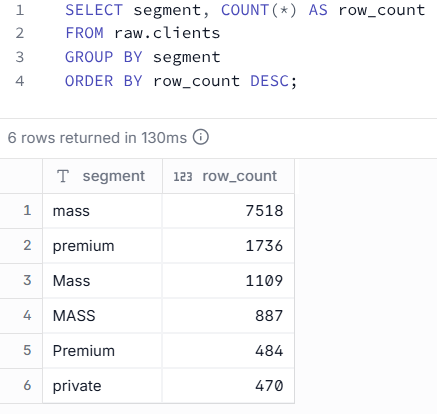 1 SELECT segment, COUNT(*) AS row_count
2 FROM raw.clients
3 GROUP BY segment
4 ORDER BY row_count DESC;
6 rows returned in 130ms
T segment 123 row_count
1 mass 7518
2 premium 1736
3 Mass 1109
4 MASS 887
5 Premium 484
6 private 470